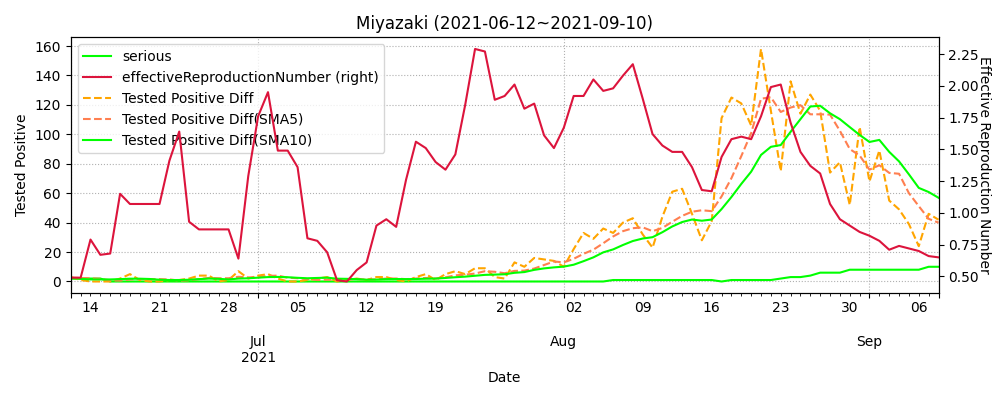 Miyazaki (2021-06-12~2021-09-10)
serious
effectiveReproductionNumber (right)
Tested Positive Diff
Tested Positive Diff(SMA5)
Tested Positive Diff(SMA10)
Tested Positive
160
140
120
100
80
60
40
20
0
2.25
2.00
1.75
1.50
1.25
1.00
0.75
0.50
Effective Reproduction Number
14 21 28 05 12 19 26 02 09 16 23 30 06
Jul Aug Sep
2021
Date